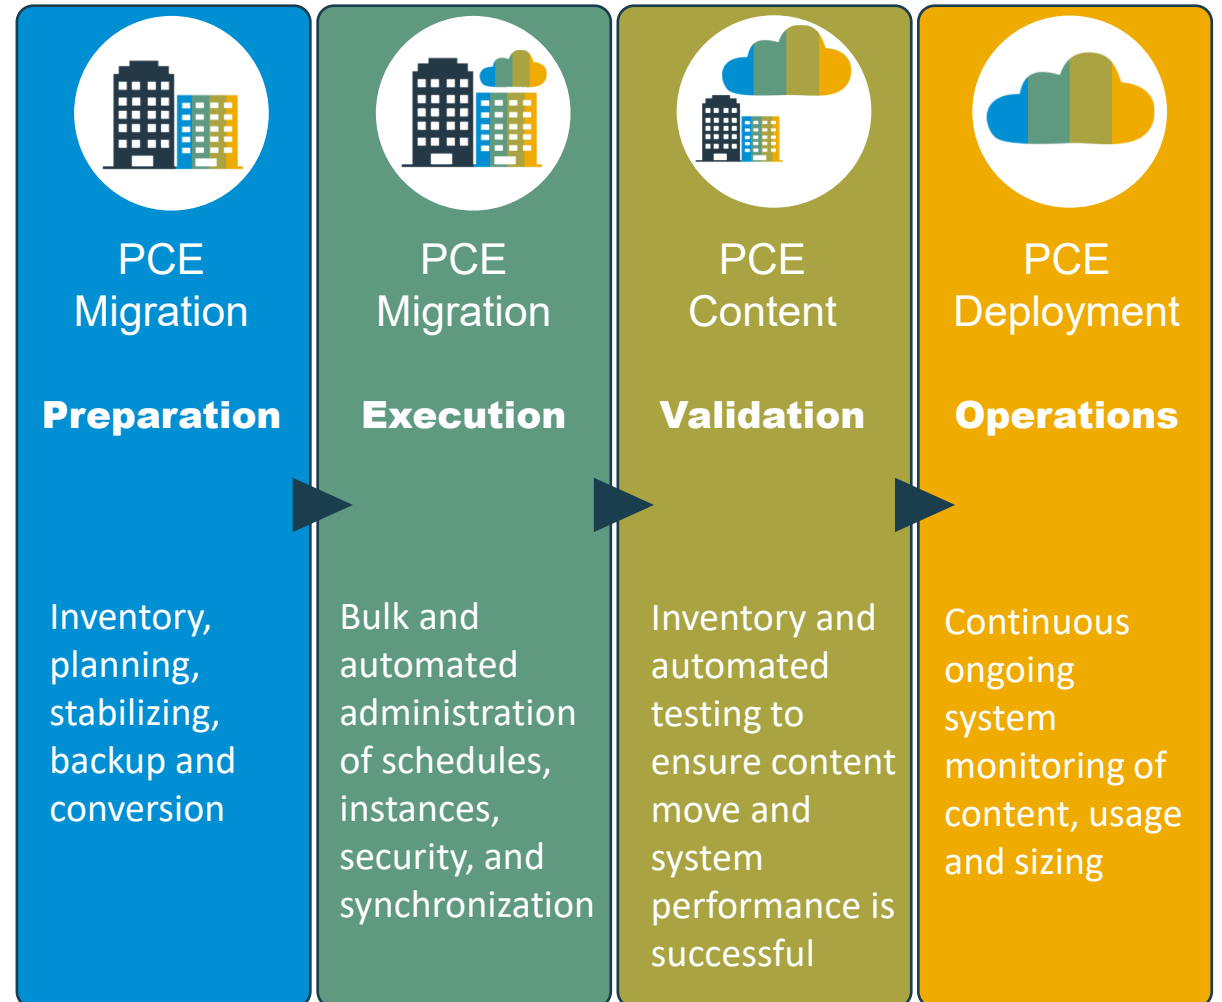 PCE
Migration
Preparation
Inventory,
planning,
stabilizing,
backup and
conversion
PCE
Migration
Execution
Bulk and
automated
administration
of schedules,
instances,
security, and
synchronization
PCE
Content
Validation
Inventory and
automated
testing to
ensure content
move and
system
performance is
successful
PCE
Deployment
Operations
Continuous
ongoing
system
monitoring of
content, usage
and sizing